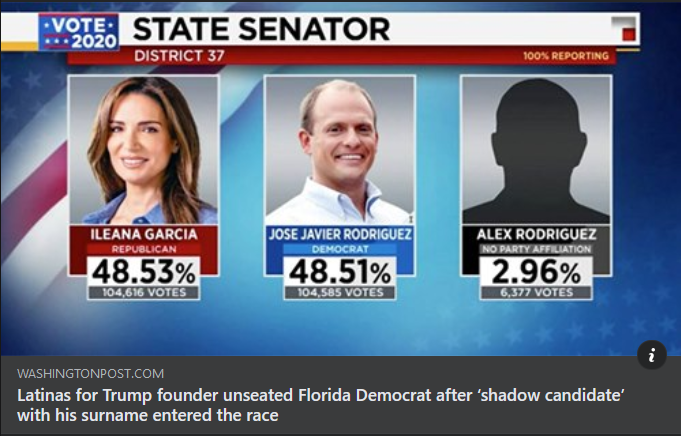 VOTE
2020
STATE SENATOR
DISTRICT 37
100% REPORTING
ILEANA GARCIA
REPUBLICAN
48.53%
104,616 VOTES
JOSE JAVIER RODRIGUEZ
DEMOCRAT
48.51%
104,585 VOTES
ALEX RODRIGUEZ
NO PARTY AFFILIATION
2.96%
6,377 VOTES
i
WASHINGTONPOST.COM
Latinas for Trump founder unseated Florida Democrat after ‘shadow candidate’
with his surname entered the race